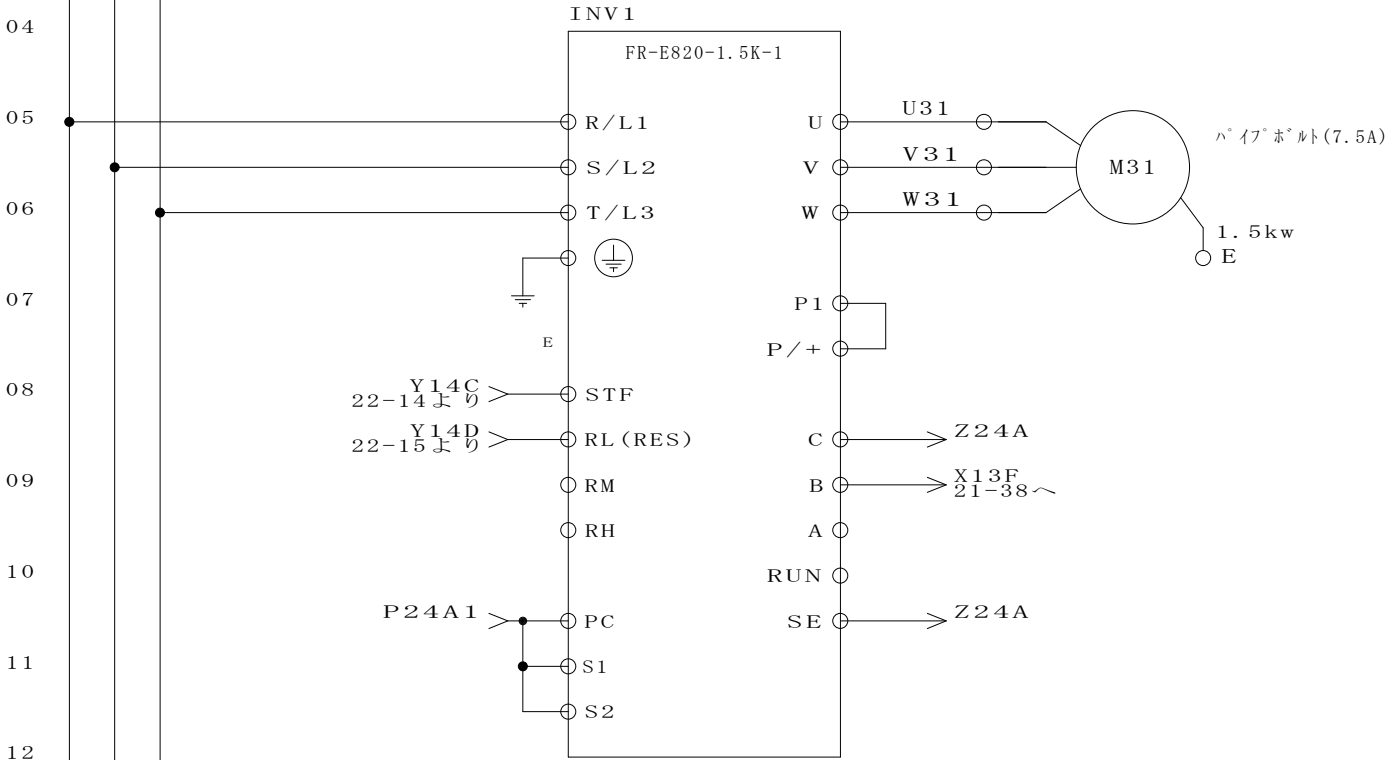 04
INV1
FR-E820-1.5K-1
05
R/L1
U
U31
S/L2
V
V31
M31
パイプボルト(7.5A)
06
T/L3
W
W31
1.5kw
E
07
P1
E
P/+
08
Y14C
22-14より
STF
Y14D
22-15より
RL(RES)
C
Z24A
09
RM
B
X13F
21-38へ
RH
A
10
RUN
P24A1
PC
SE
Z24A
11
S1
S2
12